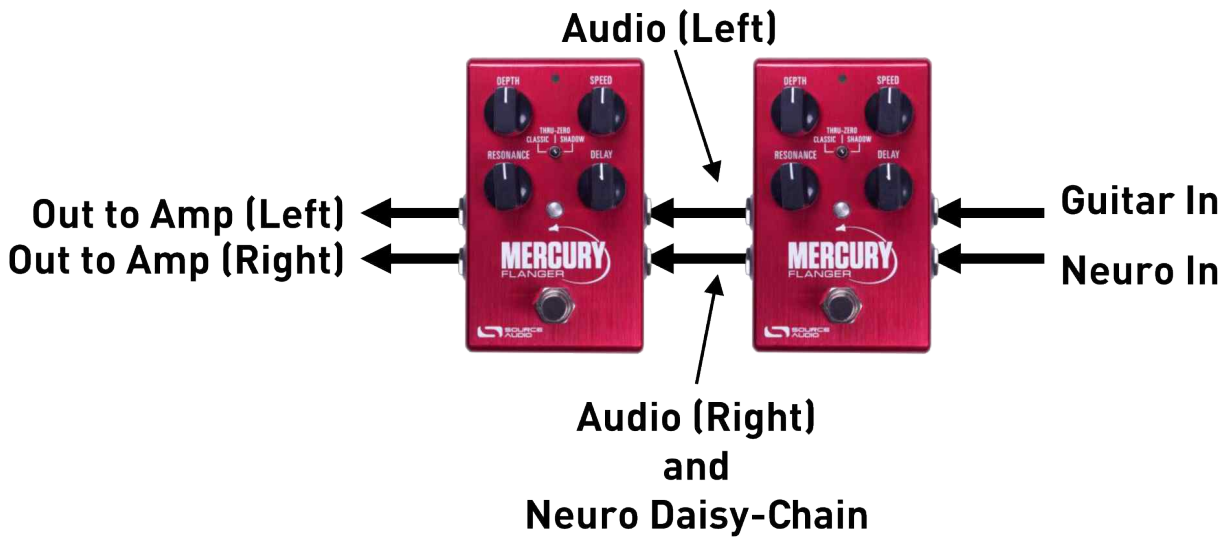 Audio (Left)
DEPTH SPEED
THRU-ZERO
CLASSIC | SHADOW
RESONANCE DELAY
MERCURY
FLANGER
SOURCE
AUDIO
DEPTH SPEED
THRU-ZERO
CLASSIC | SHADOW
RESONANCE DELAY
MERCURY
FLANGER
SOURCE
AUDIO
Out to Amp (Left)
Out to Amp (Right)
Guitar In
Neuro In
Audio (Right)
and
Neuro Daisy-Chain